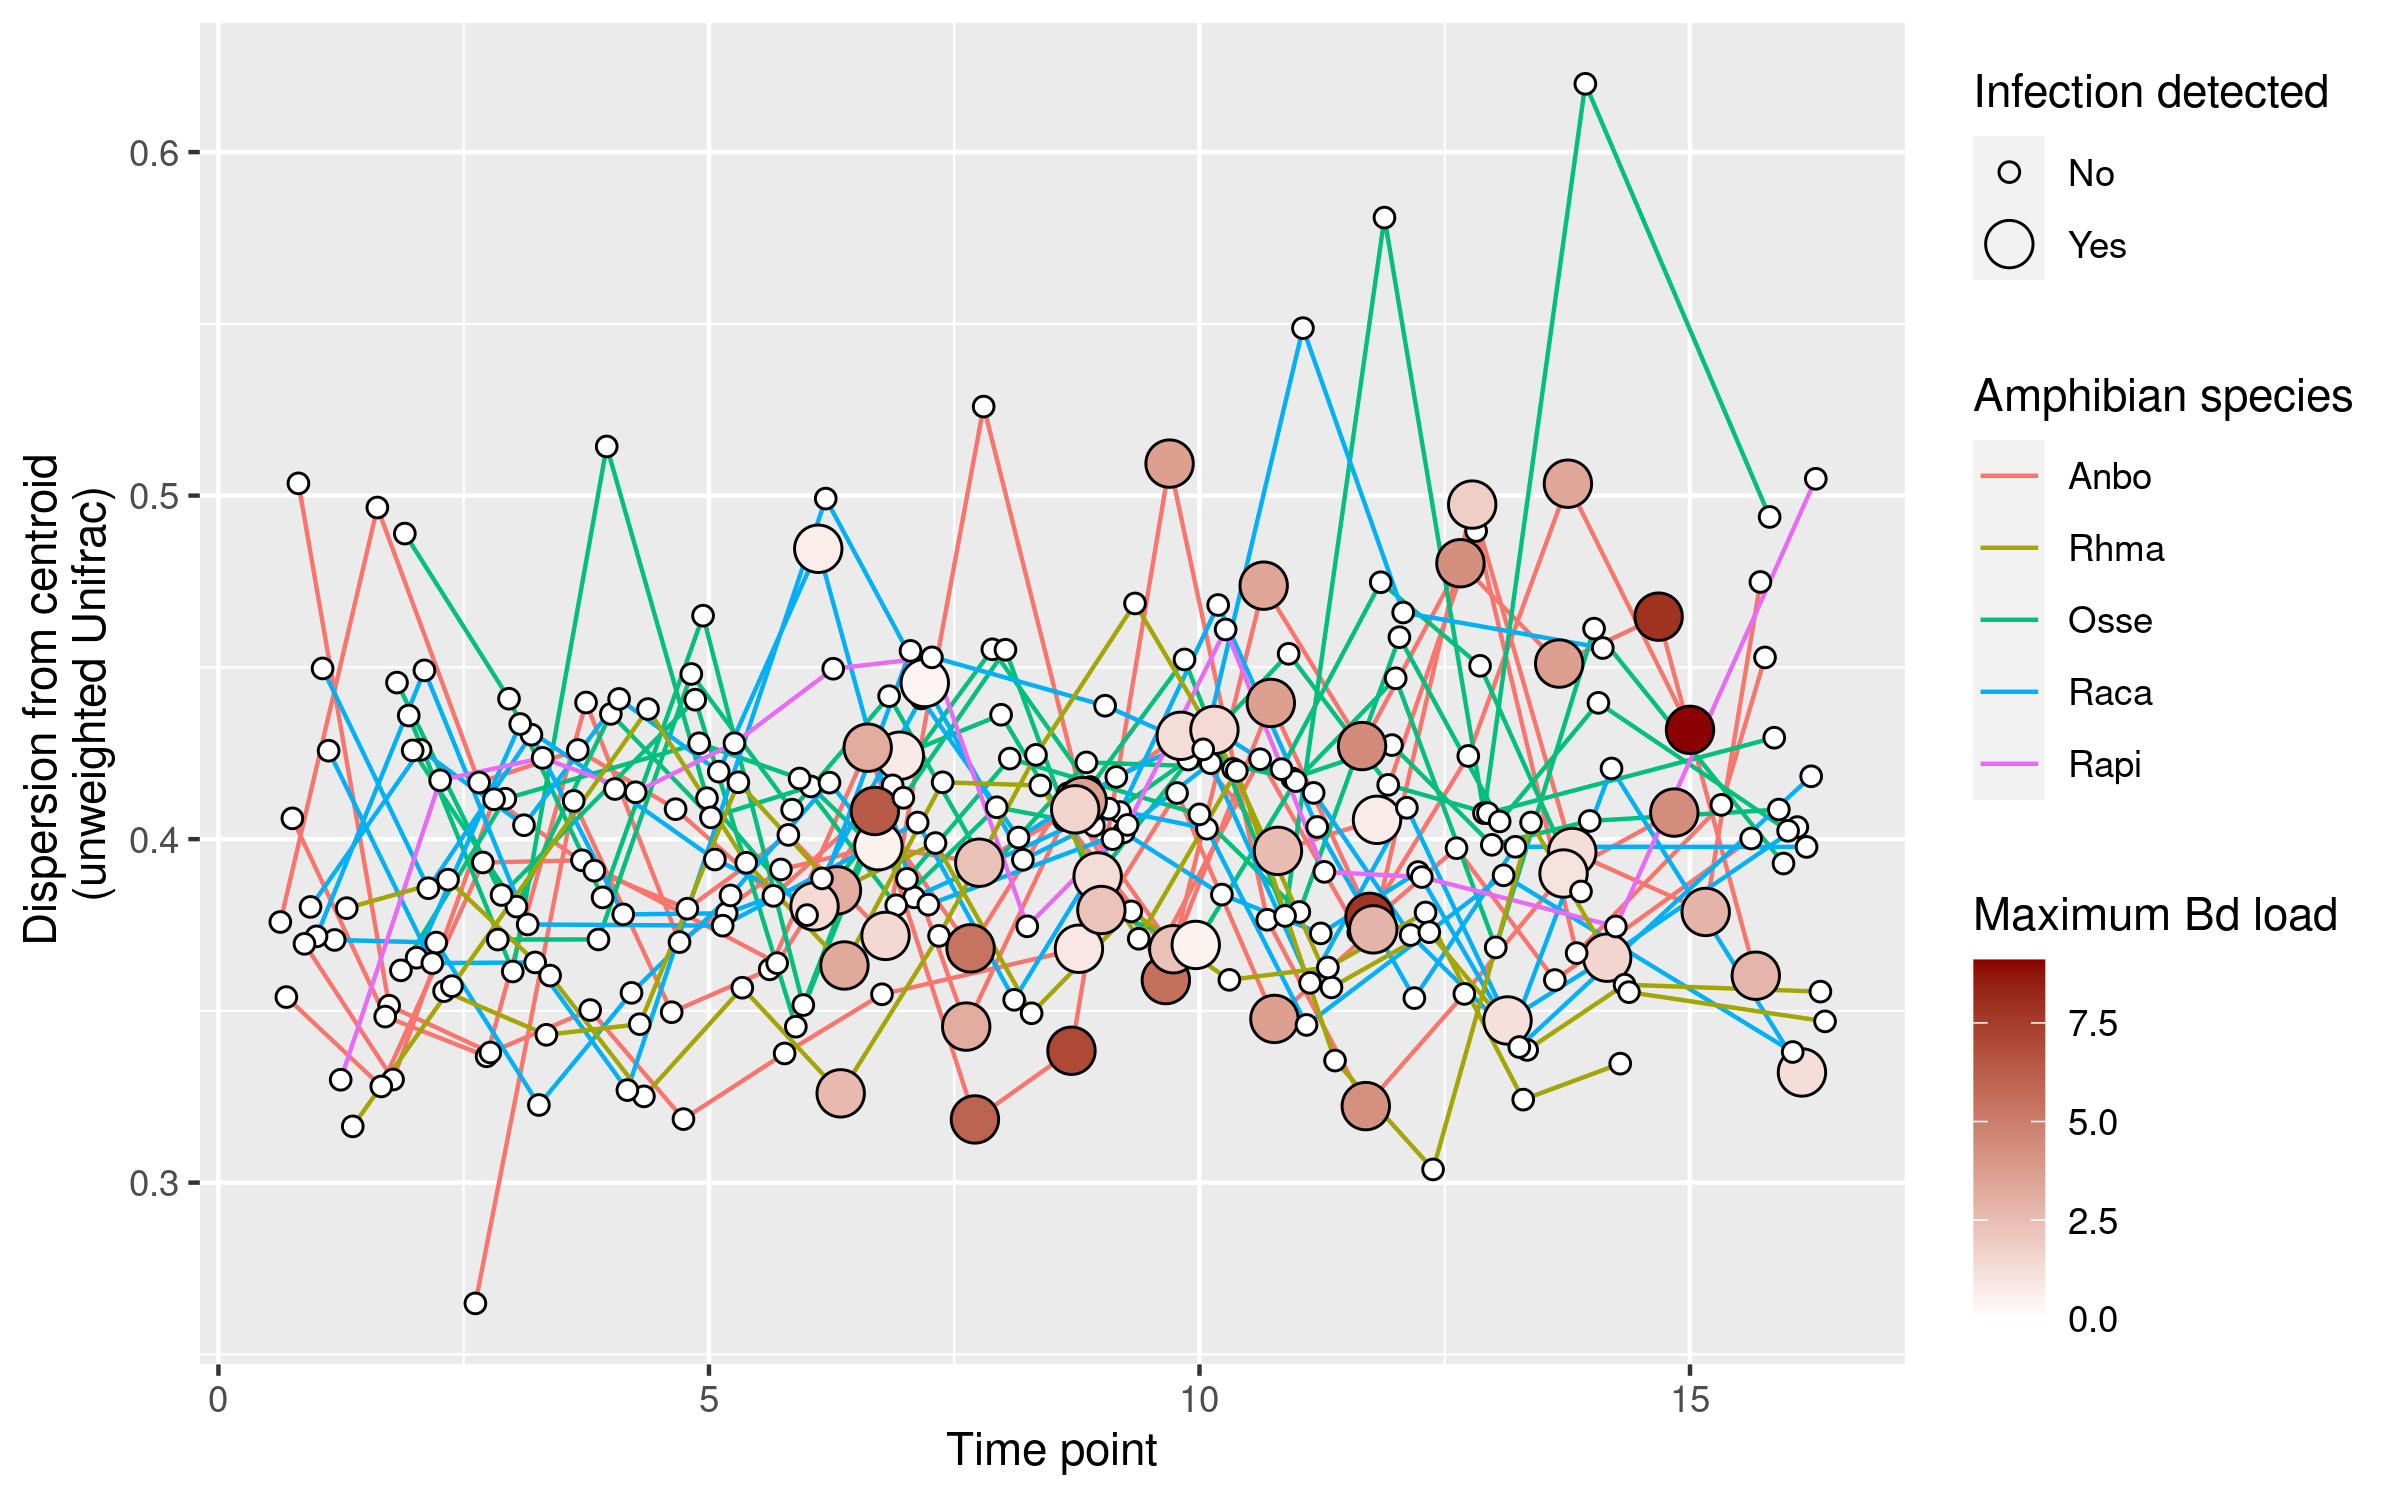 Dispersion from centroid
(unweighted Unifrac)
0.6
0.5
0.4
0.3
0
5
10
15
Time point
Infection detected
No
Yes
Amphibian species
Anbo
Rhma
Osse
Raca
Rapi
Maximum Bd load
7.5
5.0
2.5
0.0